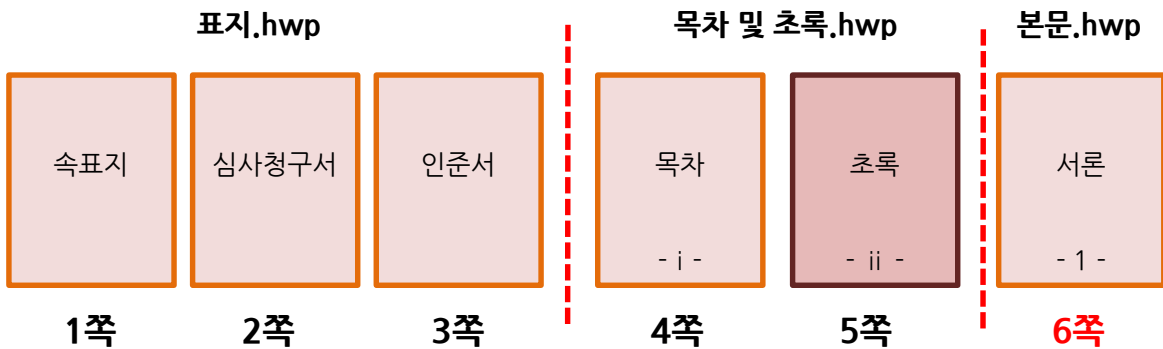 표지.hwp 목차 및 초록.hwp 본문.hwp
속표지 심사청구서 인준서 목차 초록 서론
- i - - ii - - 1 -
1쪽 2쪽 3쪽 4쪽 5쪽 6쪽